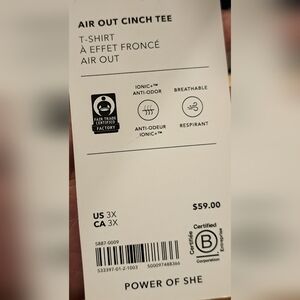 AIR OUT CINCH TEE
T-SHIRT
À EFFET FRONCÉ
AIR OUT
FAIR TRADE
CERTIFIED
FACTORY
IONIC+™
ANTI-ODOR
ANTI-ODEUR
IONIC+™
BREATHABLE
RESPIRANT
$59.00
US 3X
CA 3X
5887-0009
533397-01-2-1003
500097488366
Certified
B
Corporation
Certifiée
Entreprise
POWER OF SHE